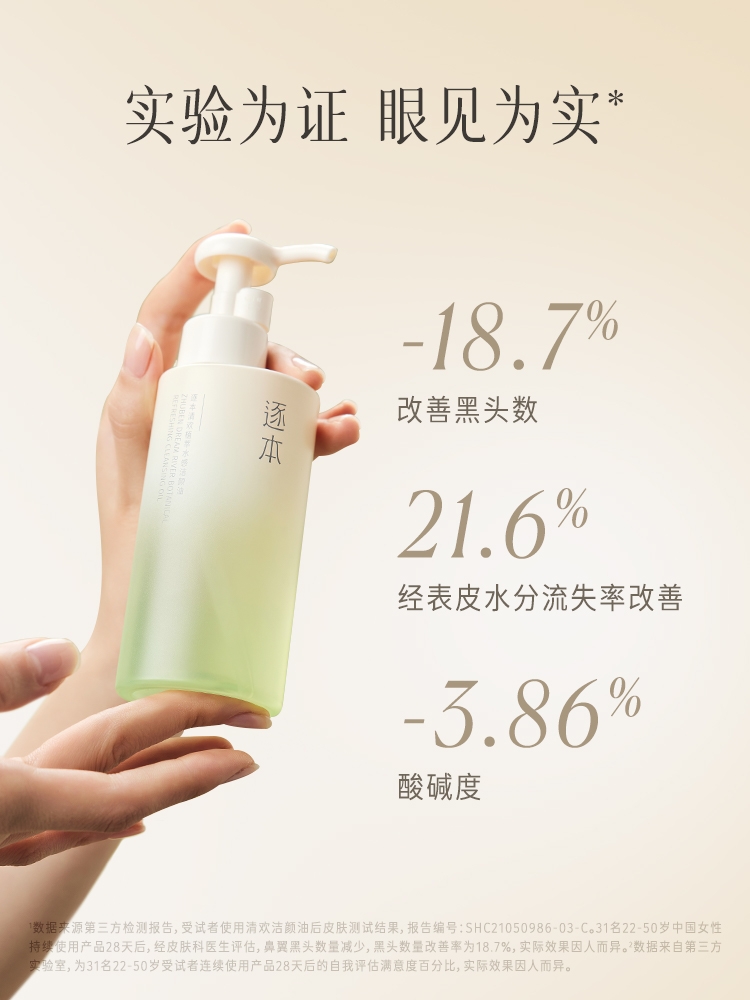 实验为证 眼见为实*
-18.7%
改善黑头数
逐本
21.6%
经表皮水分流失率改善
-3.86%
酸碱度
¹数据来源第三方检测报告，受试者使用清欢洁颜油后皮肤测试结果，报告编号：SHC21050986-03-C。31名22-50岁中国女性
持续使用产品28天后，经皮肤科医生评估，鼻翼黑头数量减少，黑头数量改善率为18.7%，实际效果因人而异。²数据来自第三方
实验室，为31名22-50岁受试者连续使用产品28天后的自我评估满意度百分比，实际效果因人而异。